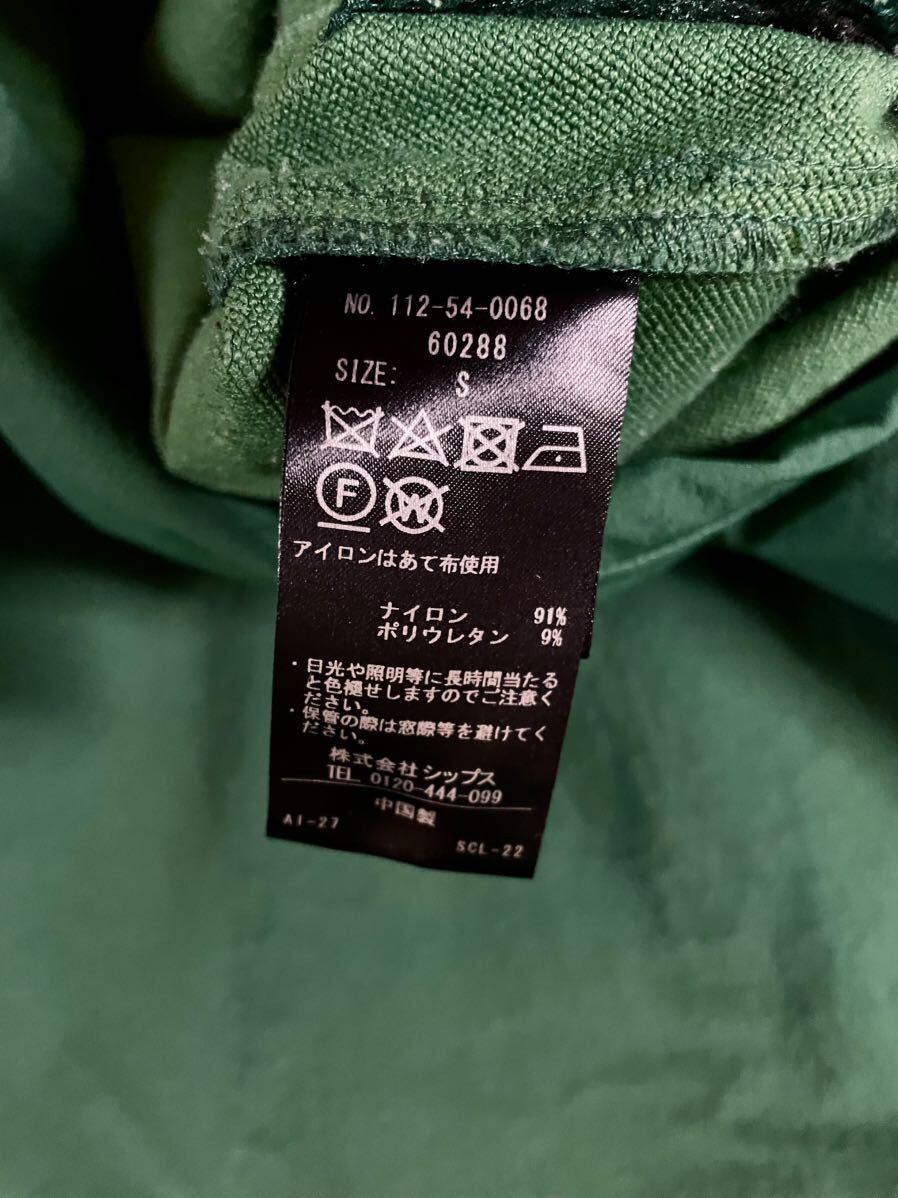 NO. 112-54-0068
60288
SIZE: S
F W
アイロンはあて布使用
ナイロン 91%
ポリウレタン 9%
・日光や照明等に長時間当たる
と色褪せしますのでご注意く
ださい。
・保管の際は窓際等を避けてく
ださい。
株式会社シップス
TEL 0120-444-099
中国製
AI-27 SCL-22